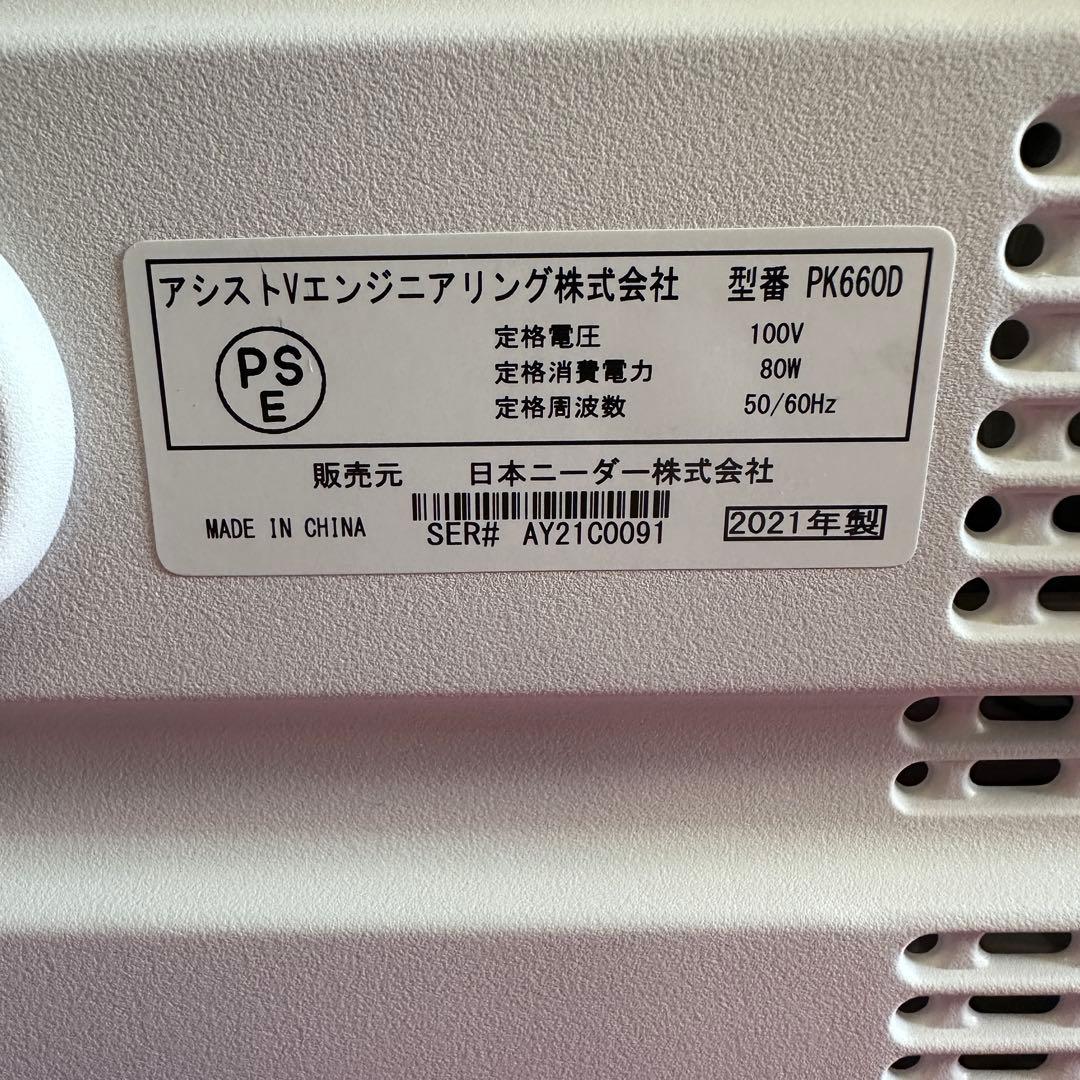 アシストVエンジニアリング株式会社 型番 PK660D
PS
E
定格電圧 100V
定格消費電力 80W
定格周波数 50/60Hz
販売元 日本ニーダー株式会社
MADE IN CHINA SER# AY21C0091 2021年製